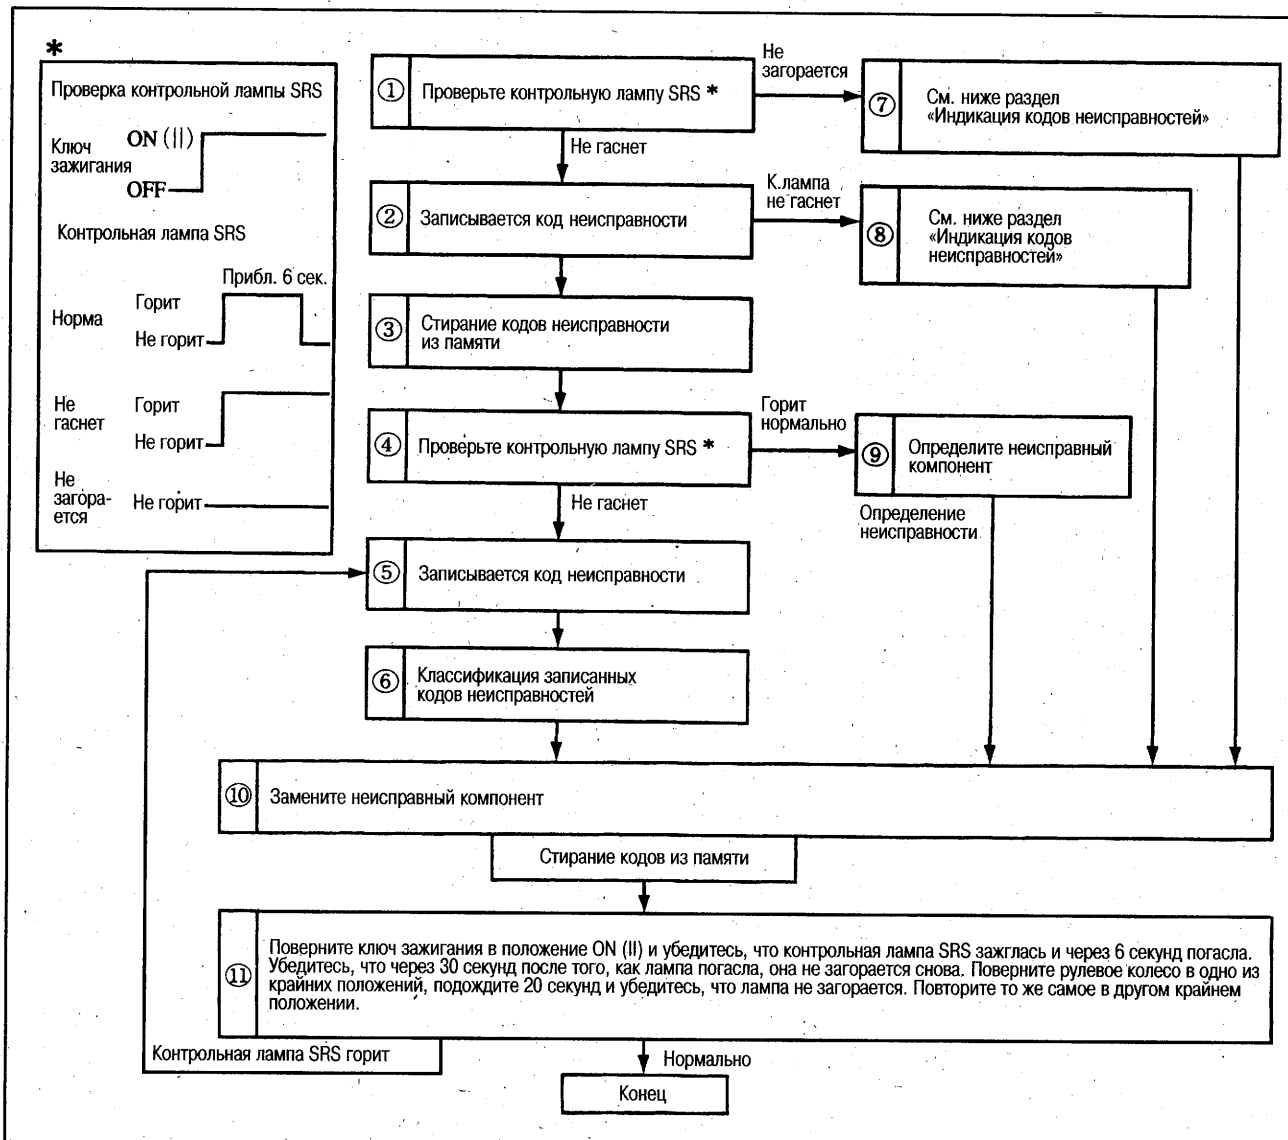 *
Проверка контрольной лампы SRS
Ключ
зажигания
ON (||)
OFF
Контрольная лампа SRS
Прибл. 6 сек.
Норма
Горит
Не горит
Не
гаснет
Горит
Не горит
Не
загора-
ется
Не горит
① Проверьте контрольную лампу SRS *
Не
загорается
⑦ См. ниже раздел
«Индикация кодов неисправностей»
Не гаснет
② Записывается код неисправности
К.лампа
не гаснет
⑧ См. ниже раздел
«Индикация кодов
неисправностей»
③ Стирание кодов неисправности
из памяти
④ Проверьте контрольную лампу SRS *
Горит
нормально
⑨ Определите неисправный
компонент
Определение
неисправности
Не гаснет
⑤ Записывается код неисправности
⑥ Классификация записанных
кодов неисправностей
⑩ Замените неисправный компонент
Стирание кодов из памяти
⑪ Поверните ключ зажигания в положение ON (II) и убедитесь, что контрольная лампа SRS зажглась и через 6 секунд погасла.
Убедитесь, что через 30 секунд после того, как лампа погасла, она не загорается снова. Поверните рулевое колесо в одно из
крайних положений, подождите 20 секунд и убедитесь, что лампа не загорается. Повторите то же самое в другом крайнем
положении.
Контрольная лампа SRS горит
Нормально
Конец